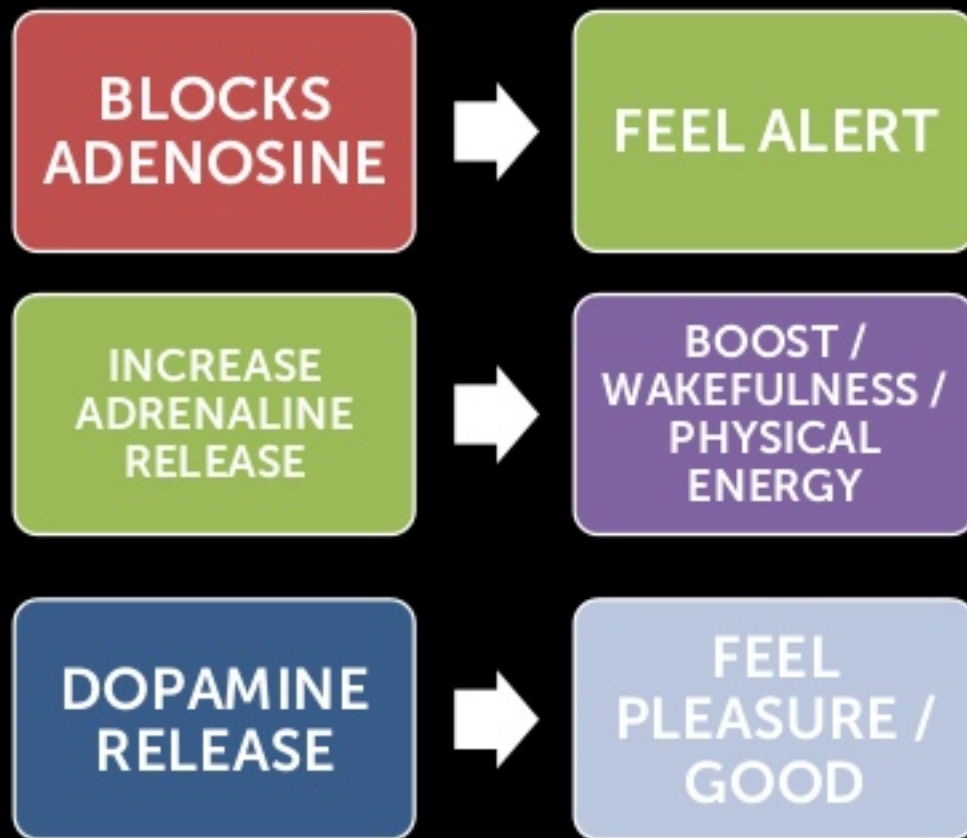 BLOCKS
ADENOSINE
FEEL ALERT
INCREASE
ADRENALINE
RELEASE
BOOST /
WAKEFULNESS /
PHYSICAL
ENERGY
DOPAMINE
RELEASE
FEEL
PLEASURE /
GOOD